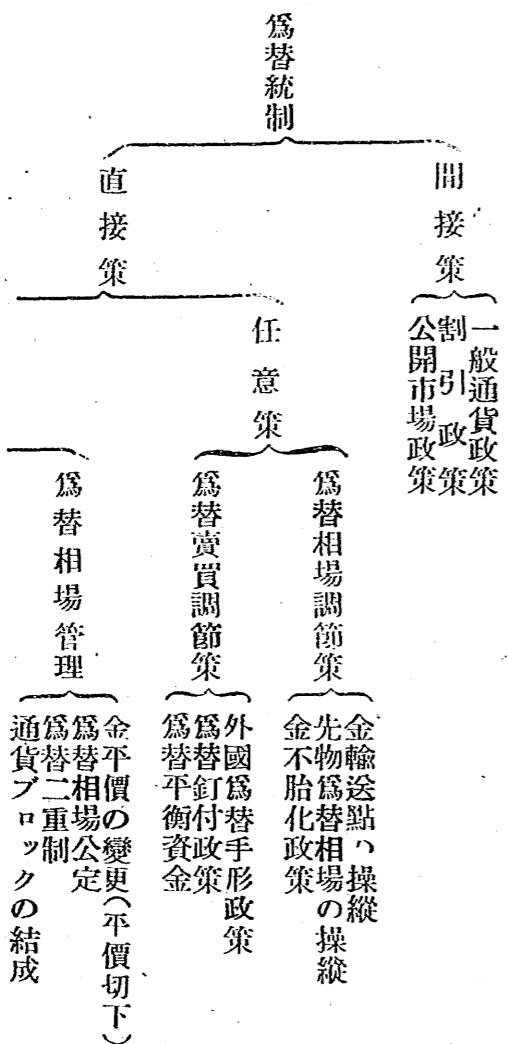 爲替統制
間接策
一般通貨政策
割引政策
公開市場政策
直接策
任意策
爲替相場調節策
金輸送點ハ操縱
先物爲替相場の操縱
金不胎化政策
爲替賣買調節策
外國爲替手形政策
爲替釘付政策
爲替平衡資金
爲替相場管理
金平價の變更(平價切下)
爲替相場公定
爲替二重制
通貨ブロックの結成